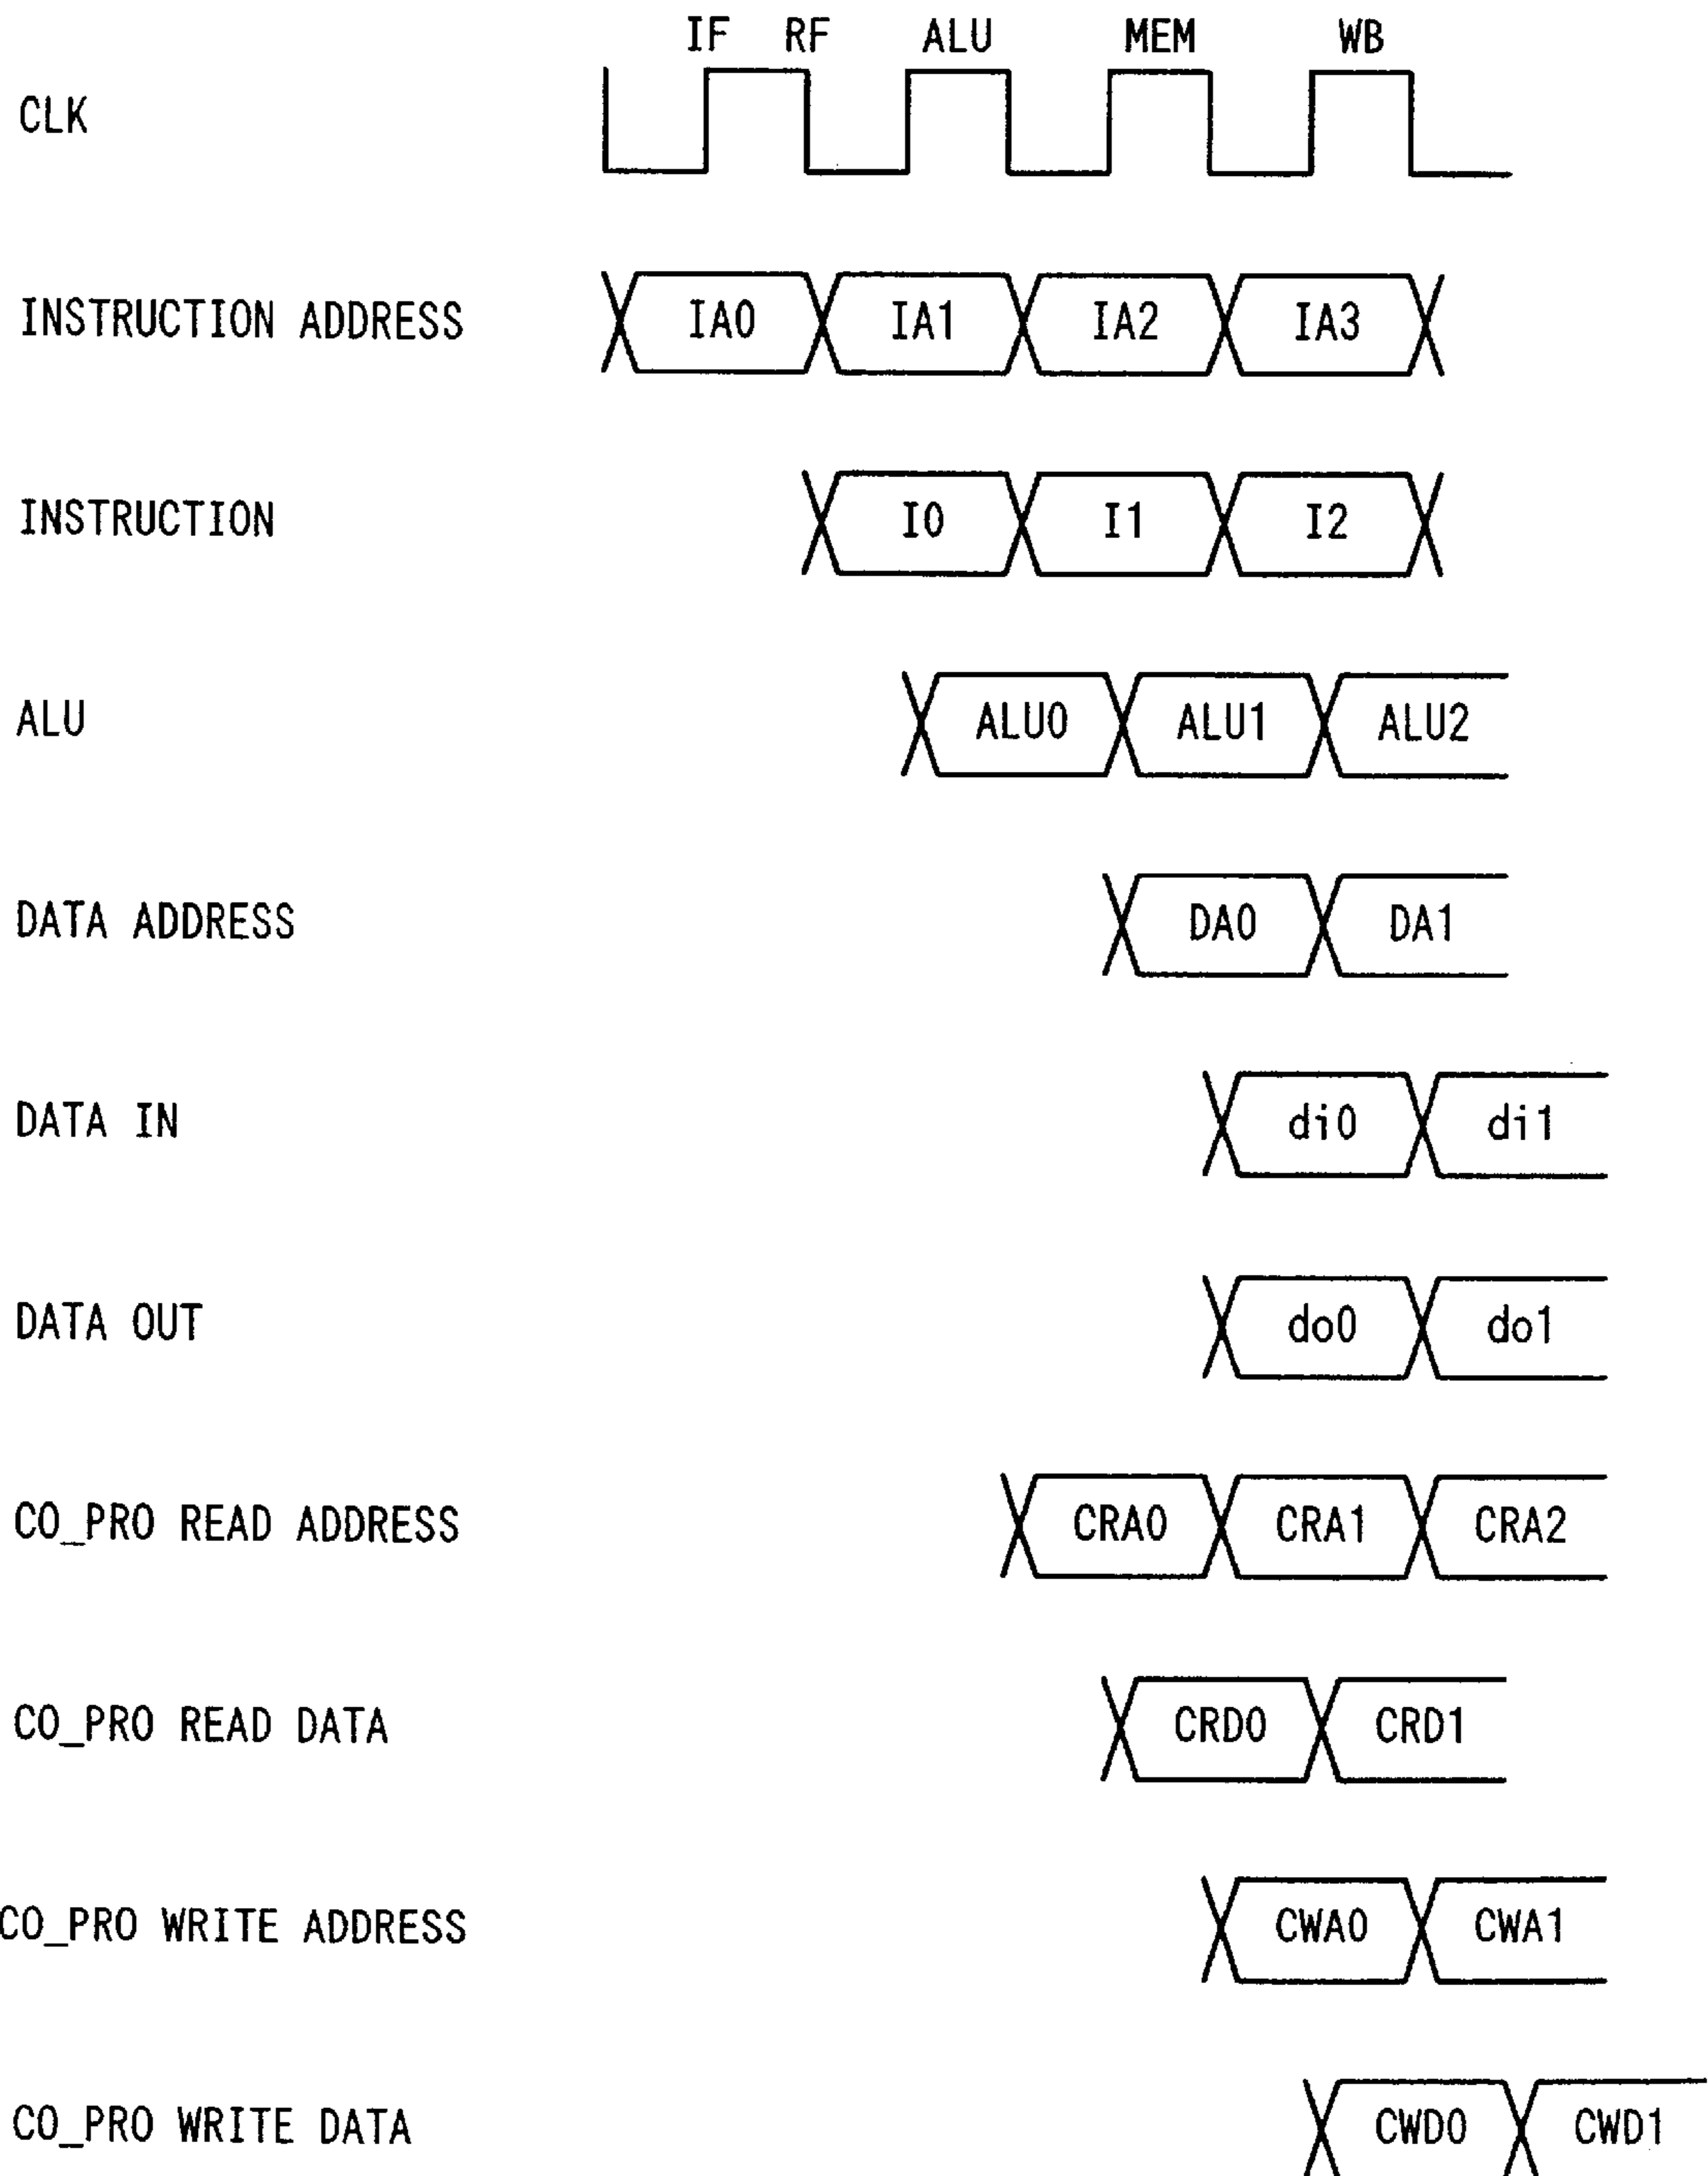 IF RF ALU MEM WB
CLK
INSTRUCTION ADDRESS IA0 IA1 IA2 IA3
INSTRUCTION I0 I1 I2
ALU ALU0 ALU1 ALU2
DATA ADDRESS DA0 DA1
DATA IN di0 di1
DATA OUT do0 do1
CO_PRO READ ADDRESS CRA0 CRA1 CRA2
CO_PRO READ DATA CRD0 CRD1
CO_PRO WRITE ADDRESS CWA0 CWA1
CO_PRO WRITE DATA CWD0 CWD1